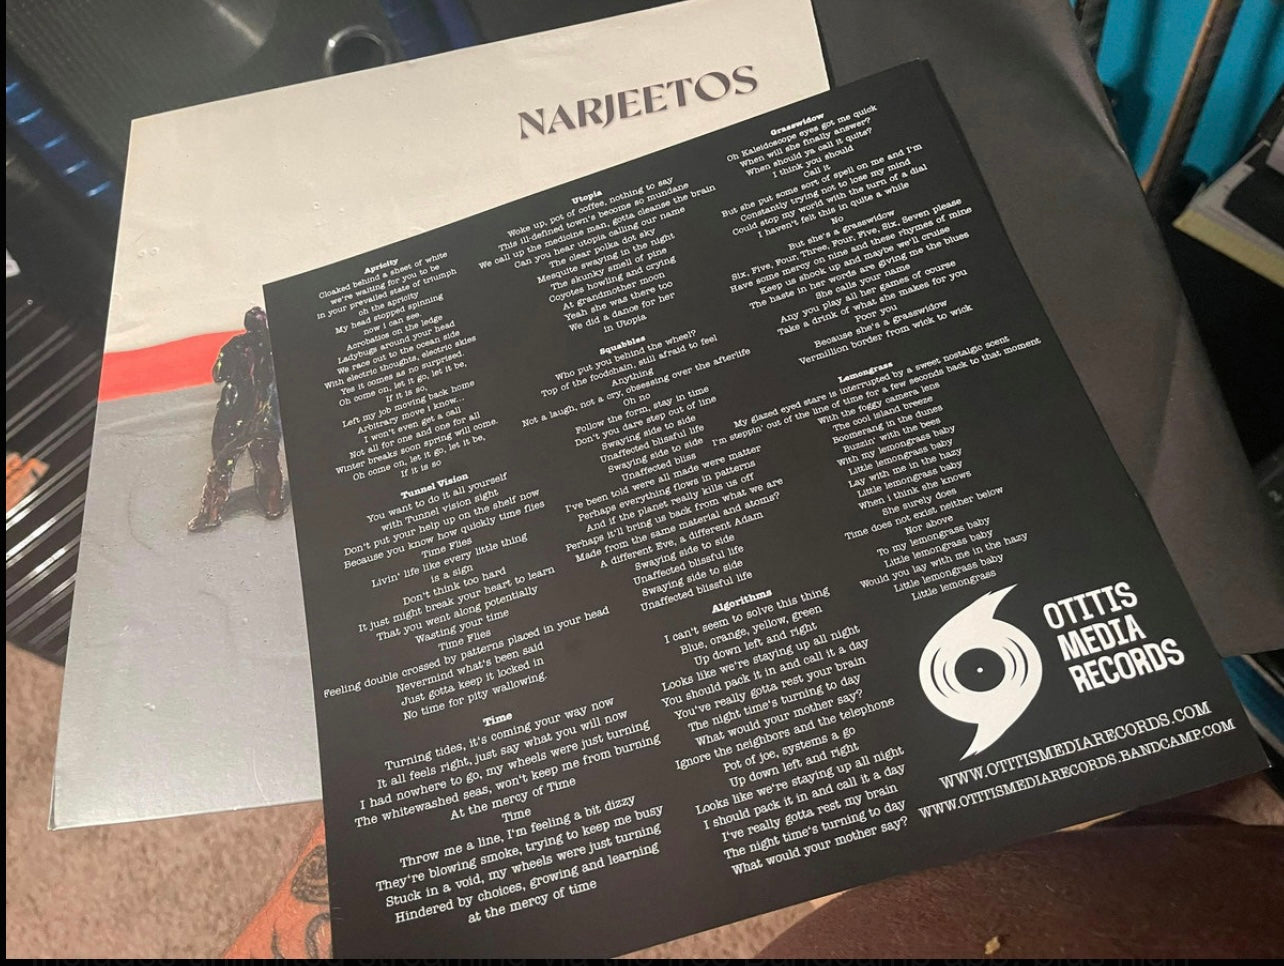 NARJEETOS
Apricity
Cloaked behind a sheet of white
we're waiting for you to be
in your prevailed state of triumph
oh the apricity
My head stopped spinning
now i can see.
Acrobatics on the ledge
Ladybugs around your head
We race out to the ocean side
With electric thoughts, electric skies
Yes it comes as no surprised.
Oh come on, let it go, let it be,
If it is so,
Left my job moving back home
Arbitrary move i know...
I won't even get a call
Not all for one and one for all
Winter breaks soon spring will come.
Oh come on, let it go, let it be,
If it is so
Tunnel Vision
You want to do it all yourself
with Tunnel vision sight
Don't put your help up on the shelf now
Because you know how quickly time flies
Time Flies
Livin' life like every little thing
is a sign
Don't think too hard
It just might break your heart to learn
That you went along potentially
Wasting your time
Time Flies
Feeling double crossed by patterns placed in your head
Nevermind what's been said
Just gotta keep it locked in
No time for pity wallowing.
Time
Turning tides, it's coming your way now
It all feels right, just say what you will now
I had nowhere to go, my wheels were just turning
The whitewashed seas, won't keep me from burning
At the mercy of Time
Time
Throw me a line, I'm feeling a bit dizzy
They're blowing smoke, trying to keep me busy
Stuck in a void, my wheels were just turning
Hindered by choices, growing and learning
at the mercy of time
Utopia
Woke up, pot of coffee, nothing to say
This ill-defined town's become so mundane
We call up the medicine man, gotta cleanse the brain
Can you hear utopia calling our name
The clear polka dot sky
Mesquite swaying in the night
The skunky smell of pine
Coyotes howling and crying
At grandmother moon
Yeah she was there too
We did a dance for her
in Utopia
Squabbles
Who put you behind the wheel?
Top of the foodchain, still afraid to feel
Anything
Not a laugh, not a cry, obsessing over the afterlife
Oh no
Follow the form, stay in time
Don't you dare step out of line
Swaying side to side
Unaffected blissful life
Swaying side to side
Unaffected bliss
I've been told were all made were matter
Perhaps everything flows in patterns
And if the planet really kills us off
Perhaps it'll bring us back from what we are
Made from the same material and atoms?
A different Eve, a different Adam
Swaying side to side
Unaffected blissful life
Swaying side to side
Unaffected blissful life
Algorithms
I can't seem to solve this thing
Blue, orange, yellow, green
Up down left and right
Looks like we're staying up all night
You should pack it in and call it a day
You've really gotta rest your brain
The night time's turning to day
What would your mother say?
Ignore the neighbors and the telephone
Pot of joe, systems a go
Up down left and right
Looks like we're staying up all night
I should pack it in and call it a day
I've really gotta rest my brain
The night time's turning to day
What would your mother say?
Grasswidow
Oh Kaleidoscope eyes got me quick
When will she finally answer?
When should ya call it quits?
I think you should
Call it
But she put some sort of spell on me and I'm
Constantly trying not to lose my mind
Could stop my world with the turn of a dial
I haven't felt this in quite a while
No
But she's a grasswidow
Six, Five, Four, Three, Four, Five, Six, Seven please
Have some mercy on nine and these rhymes of mine
Keep us shook up and maybe we'll cruise
The haste in her words are giving me the blues
She calls your name
Any you play all her games of course
Take a drink of what she makes for you
Poor you
Because she's a grasswidow
Vermillion border from wick to wick
Lemongrass
My glazed eyed stare is interrupted by a sweet nostalgic scent
I'm steppin' out of the line of time for a few seconds back to that moment
With the foggy camera lens
The cool island breeze
Boomerang in the dunes
Buzzin' with the bees
With my lemongrass baby
Little lemongrass baby
Lay with me in the hazy
Little lemongrass baby
When i think she knows
She surely does
Time does not exist neither below
Nor above
To my lemongrass baby
Little lemongrass baby
Would you lay with me in the hazy
Little lemongrass baby
Little lemongrass
OTITIS
MEDIA
RECORDS
WWW.OTITISMEDIARECORDS.COM
WWW.OTITISMEDIARECORDS.BANDCAMP.COM